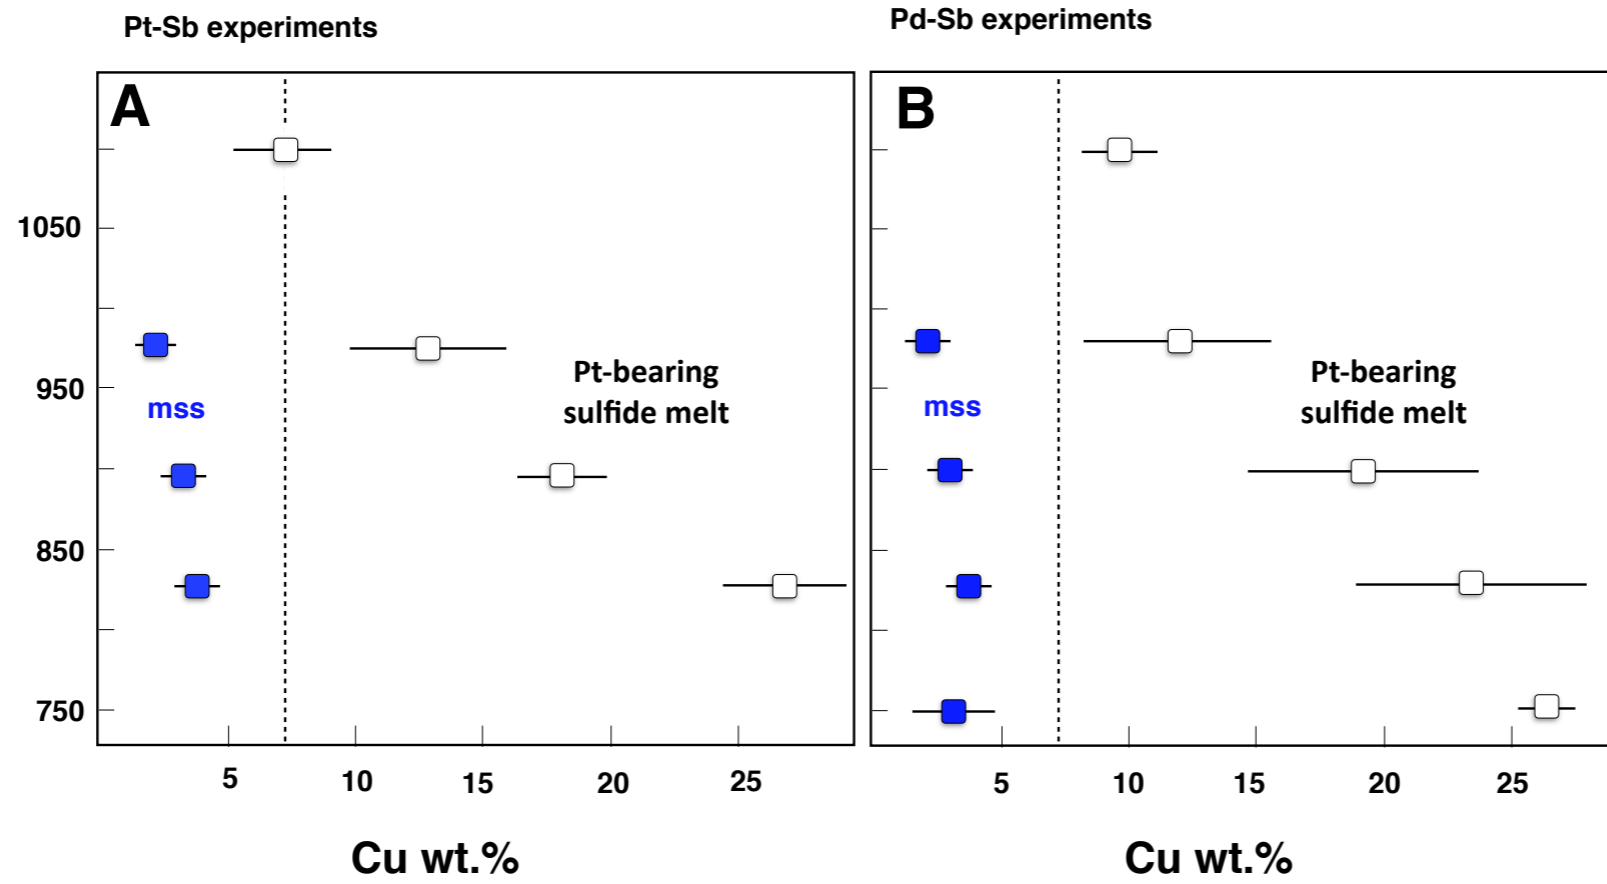 Pt-Sb experiments
Pd-Sb experiments
A
B
1050
950
850
750
mss
Pt-bearing
sulfide melt
mss
Pt-bearing
sulfide melt
5 10 15 20 25
5 10 15 20 25
Cu wt.%
Cu wt.%